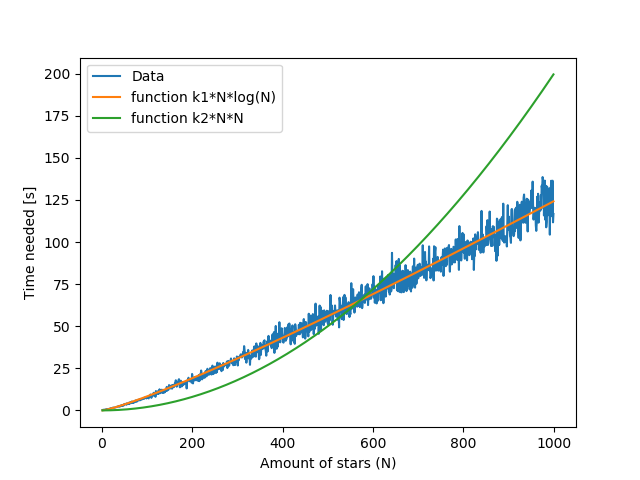 Data
function k1*N*log(N)
function k2*N*N
200
175
150
125
100
75
50
25
0
Time needed [s]
0 200 400 600 800 1000
Amount of stars (N)